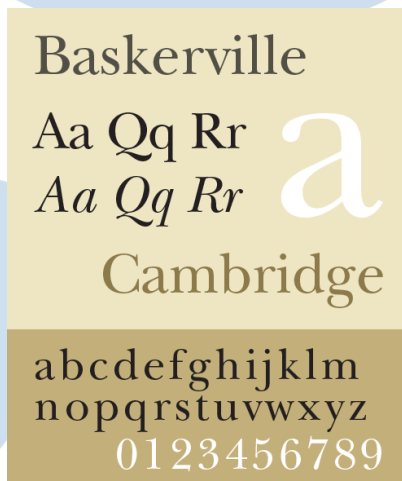 Baskerville
Aa Qq Rr
Aa Qq Rr
a
Cambridge
abcdefghijklm
nopqrstuvwxyz
0123456789